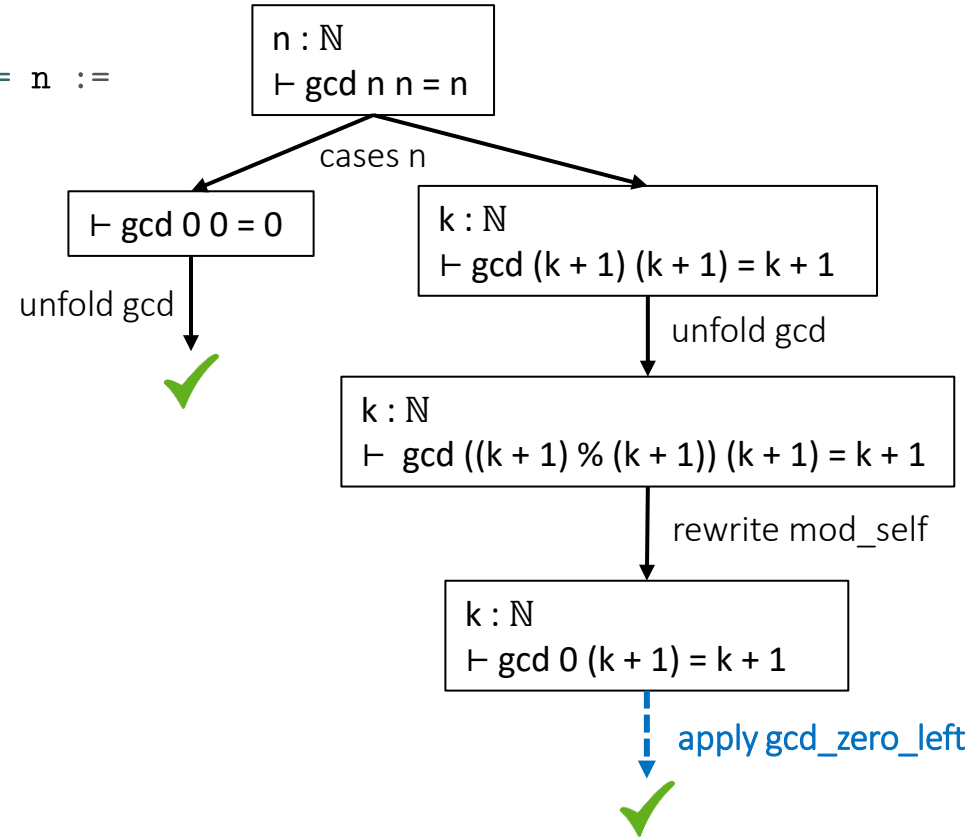 n : ℕ
= n :=
⊢ gcd n n = n
cases n
⊢ gcd 0 0 = 0
k : ℕ
⊢ gcd (k + 1) (k + 1) = k + 1
unfold gcd
unfold gcd
k : ℕ
⊢ gcd ((k + 1) % (k + 1)) (k + 1) = k + 1
rewrite mod_self
k : ℕ
⊢ gcd 0 (k + 1) = k + 1
apply gcd_zero_left